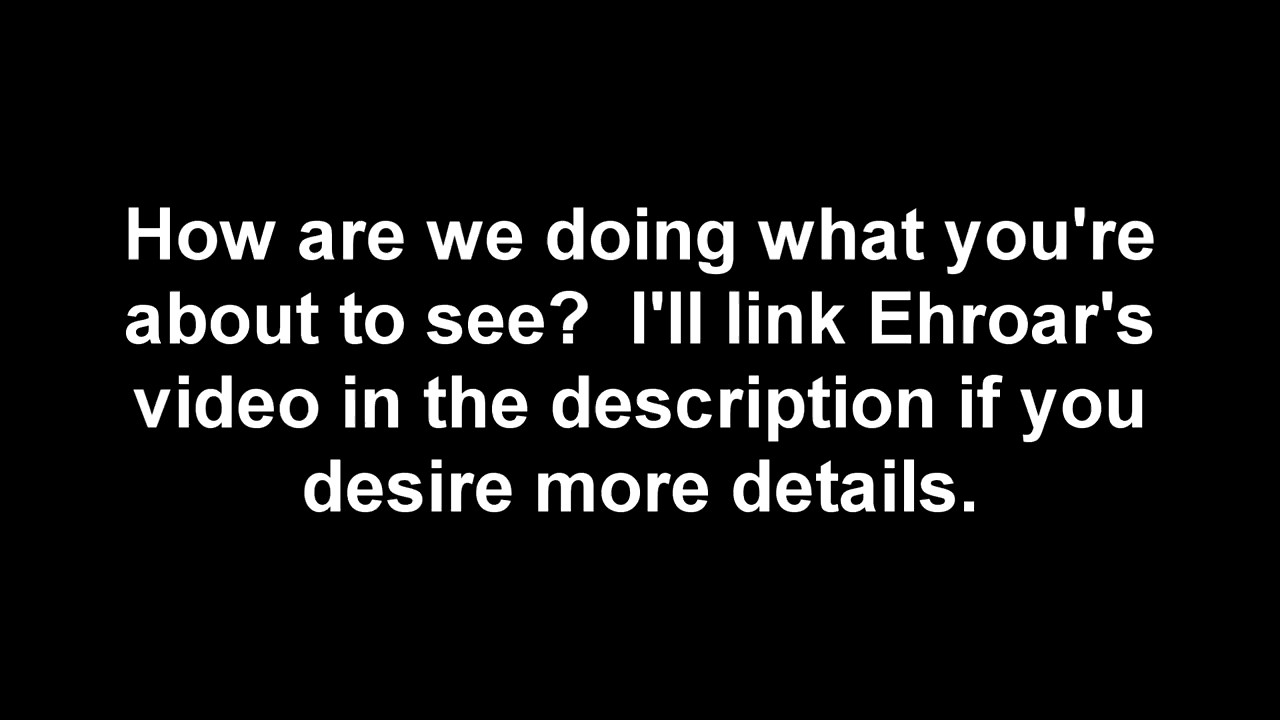 How are we doing what you're
about to see?  I'll link Ehroar's
video in the description if you
desire more details.